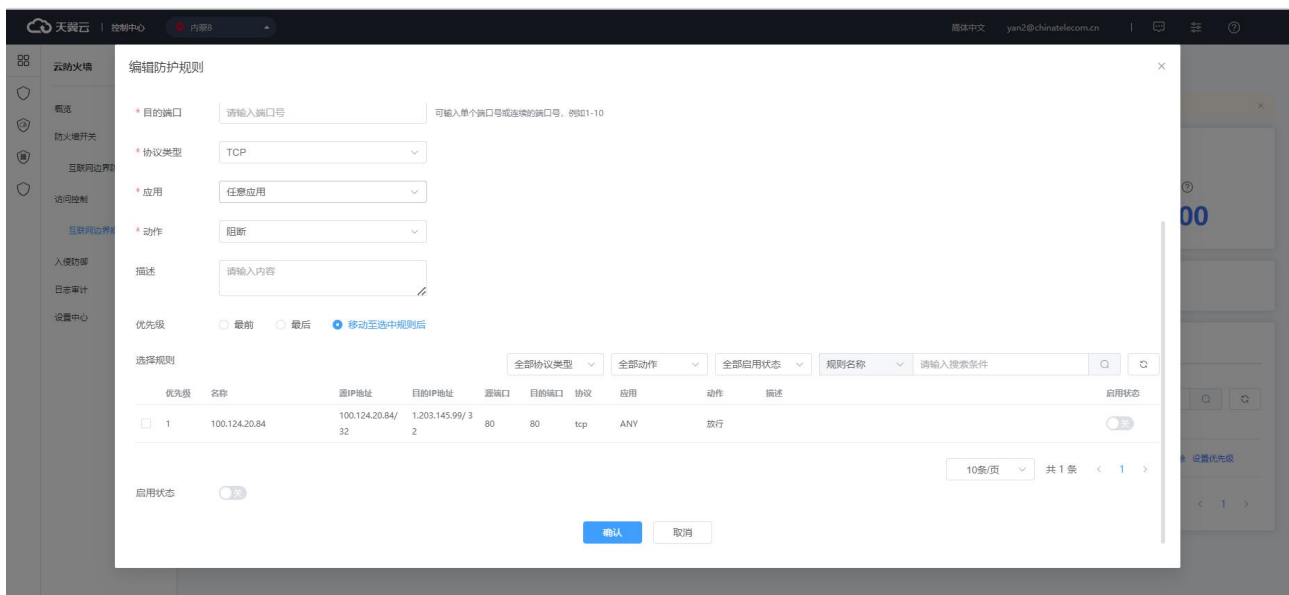 天翼云 | 控制中心 内蒙8 简体中文 yan2@chinatelecom.cn
云防火墙
概览
防火墙开关
互联网边界防
访问控制
互联网边界规
入侵防御
日志审计
设置中心
编辑防护规则
* 目的端口 请输入端口号 可输入单个端口号或连续的端口号，例如1-10
* 协议类型 TCP
* 应用 任意应用
* 动作 阻断
描述 请输入内容
优先级 最前 最后 移动至选中规则后
选择规则 全部协议类型 全部动作 全部启用状态 规则名称 请输入搜索条件
优先级 名称 源IP地址 目的IP地址 源端口 目的端口 协议 应用 动作 描述 启用状态
1 100.124.20.84 100.124.20.84/32 1.203.145.99/32 80 80 tcp ANY 放行 关
10条/页 共 1 条 < 1 >
启用状态 关
确认 取消
00
设置优先级
< 1 >